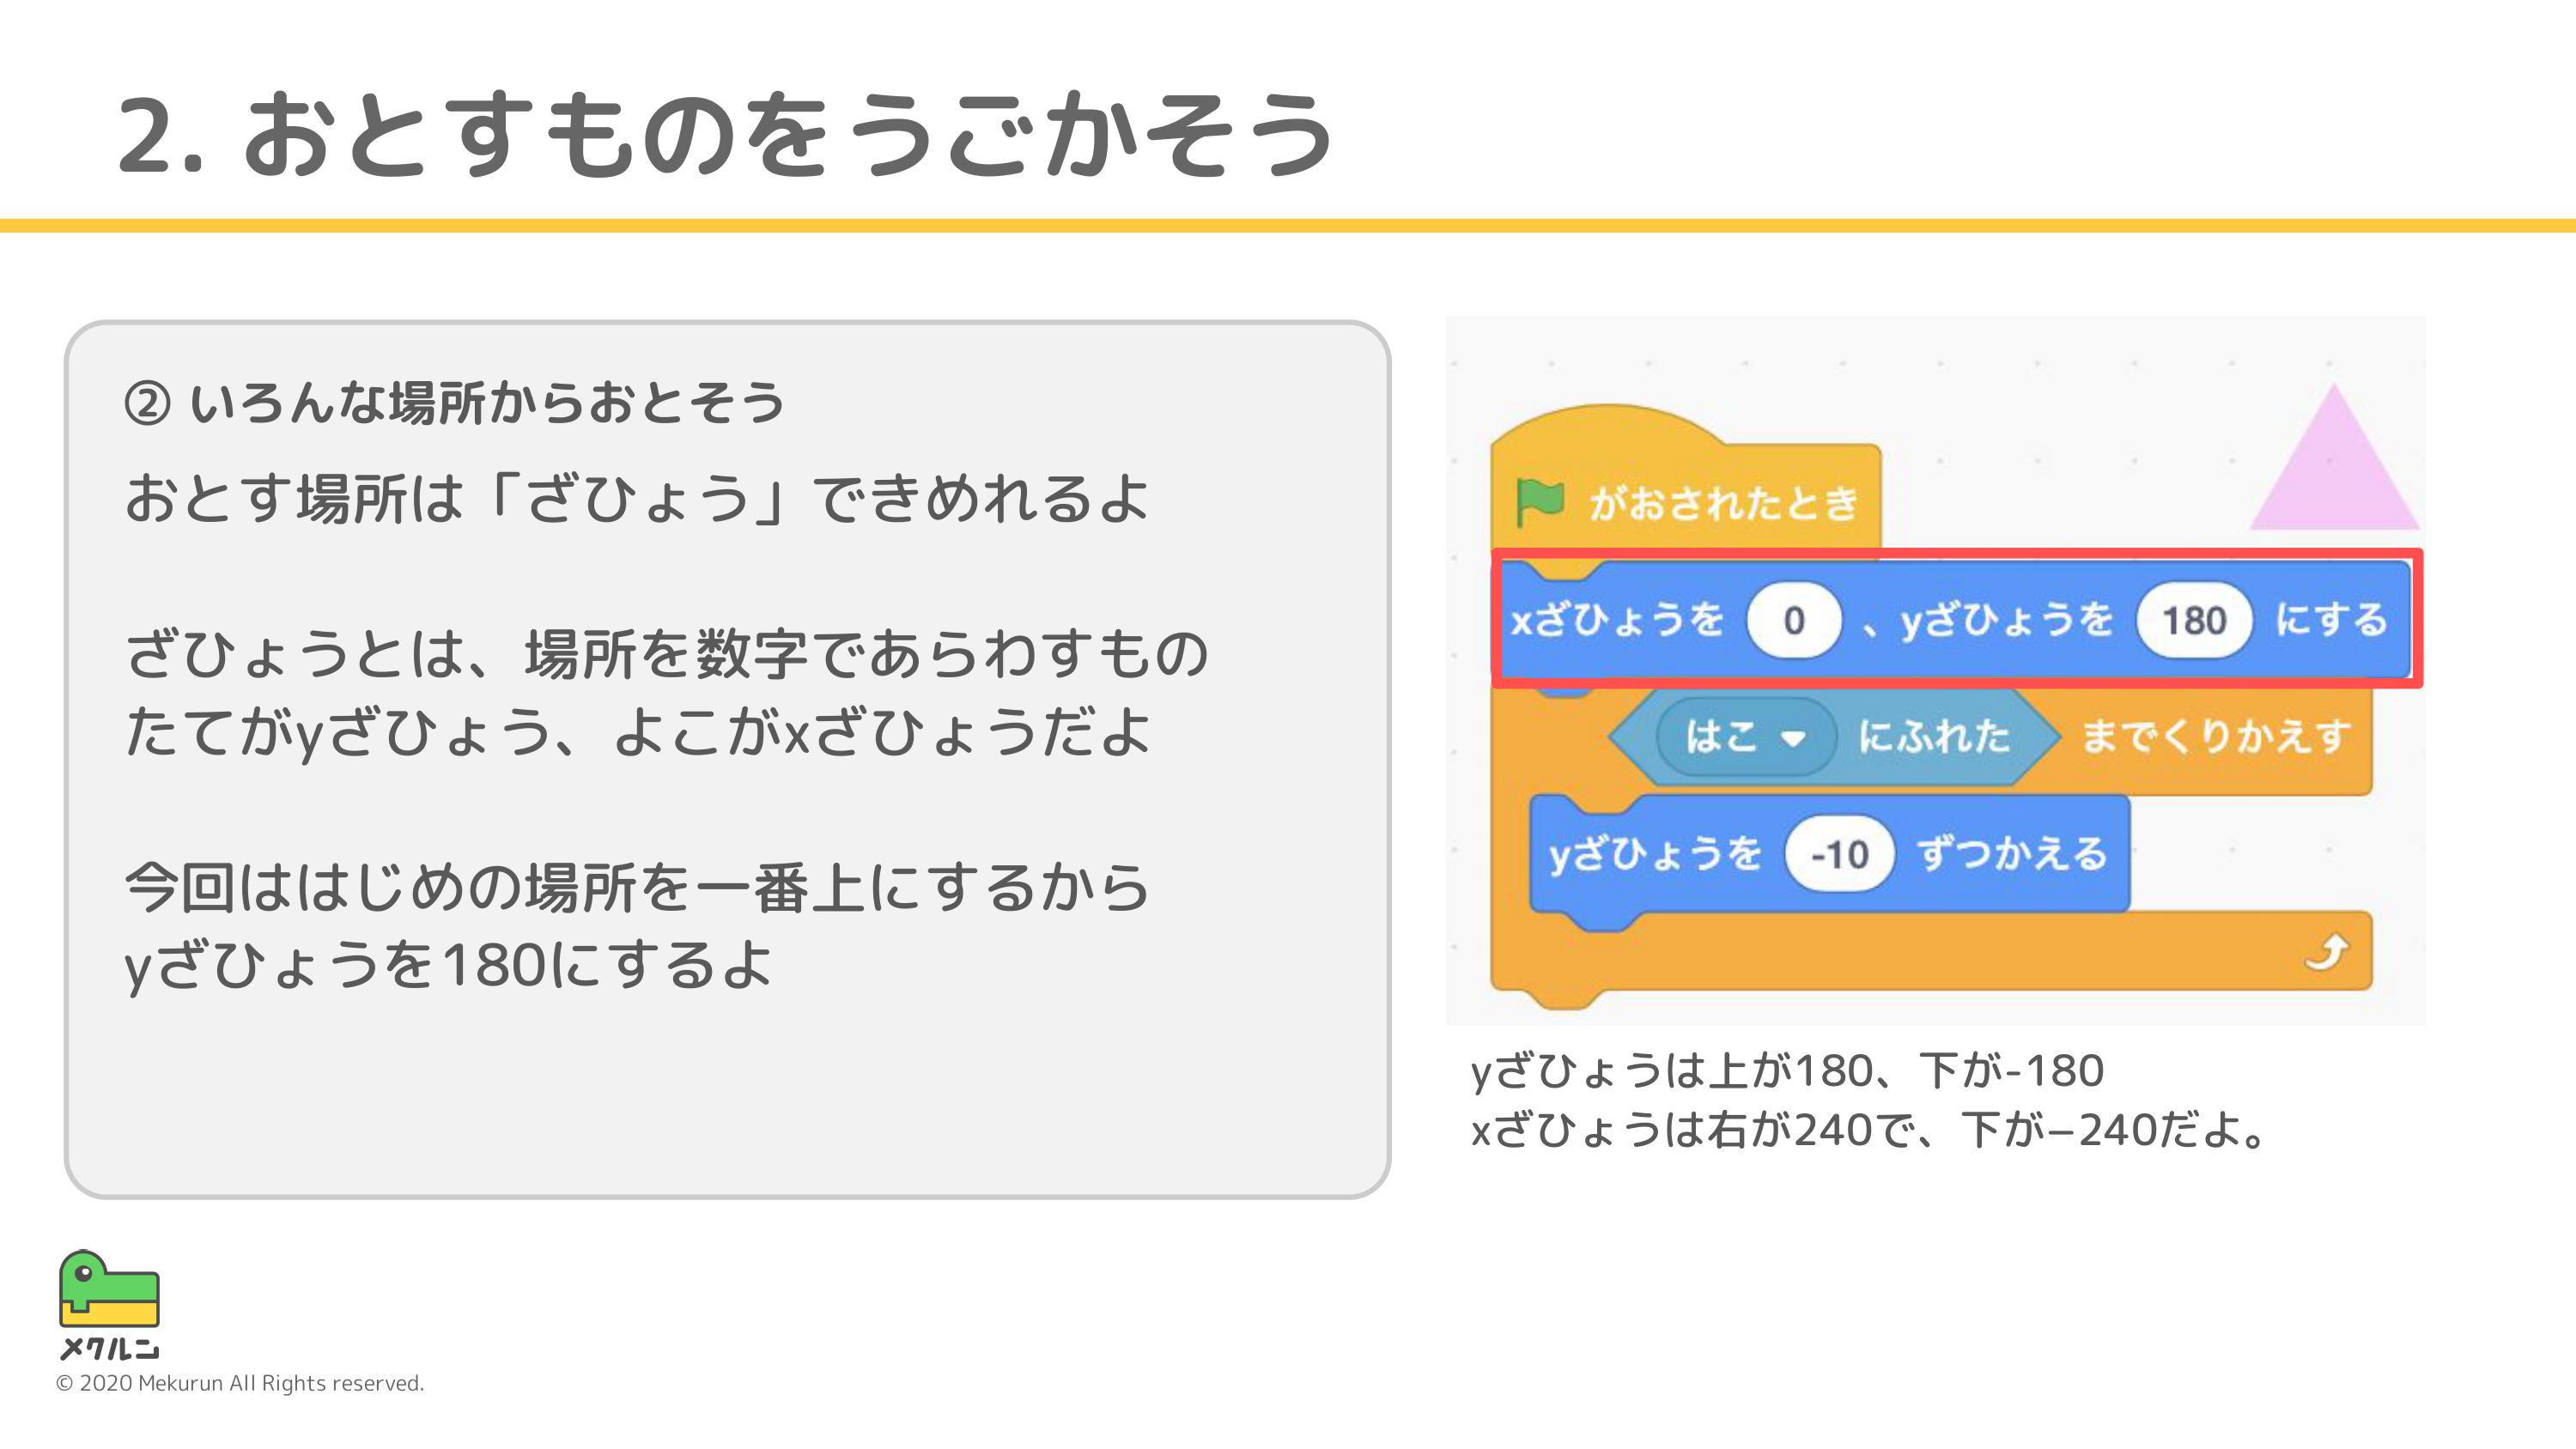 2. おとすものをうごかそう
② いろんな場所からおとそう
おとす場所は「ざひょう」できめれるよ
ざひょうとは、場所を数字であらわすもの
たてがyざひょう、よこがxざひょうだよ
今回ははじめの場所を一番上にするから
yざひょうを180にするよ
がおされたとき
xざひょうを 0 、yざひょうを 180 にする
はこ にふれた までくりかえす
yざひょうを -10 ずつかえる
yざひょうは上が180、下が-180
xざひょうは右が240で、下が−240だよ。
メクルン
© 2020 Mekurun All Rights reserved.